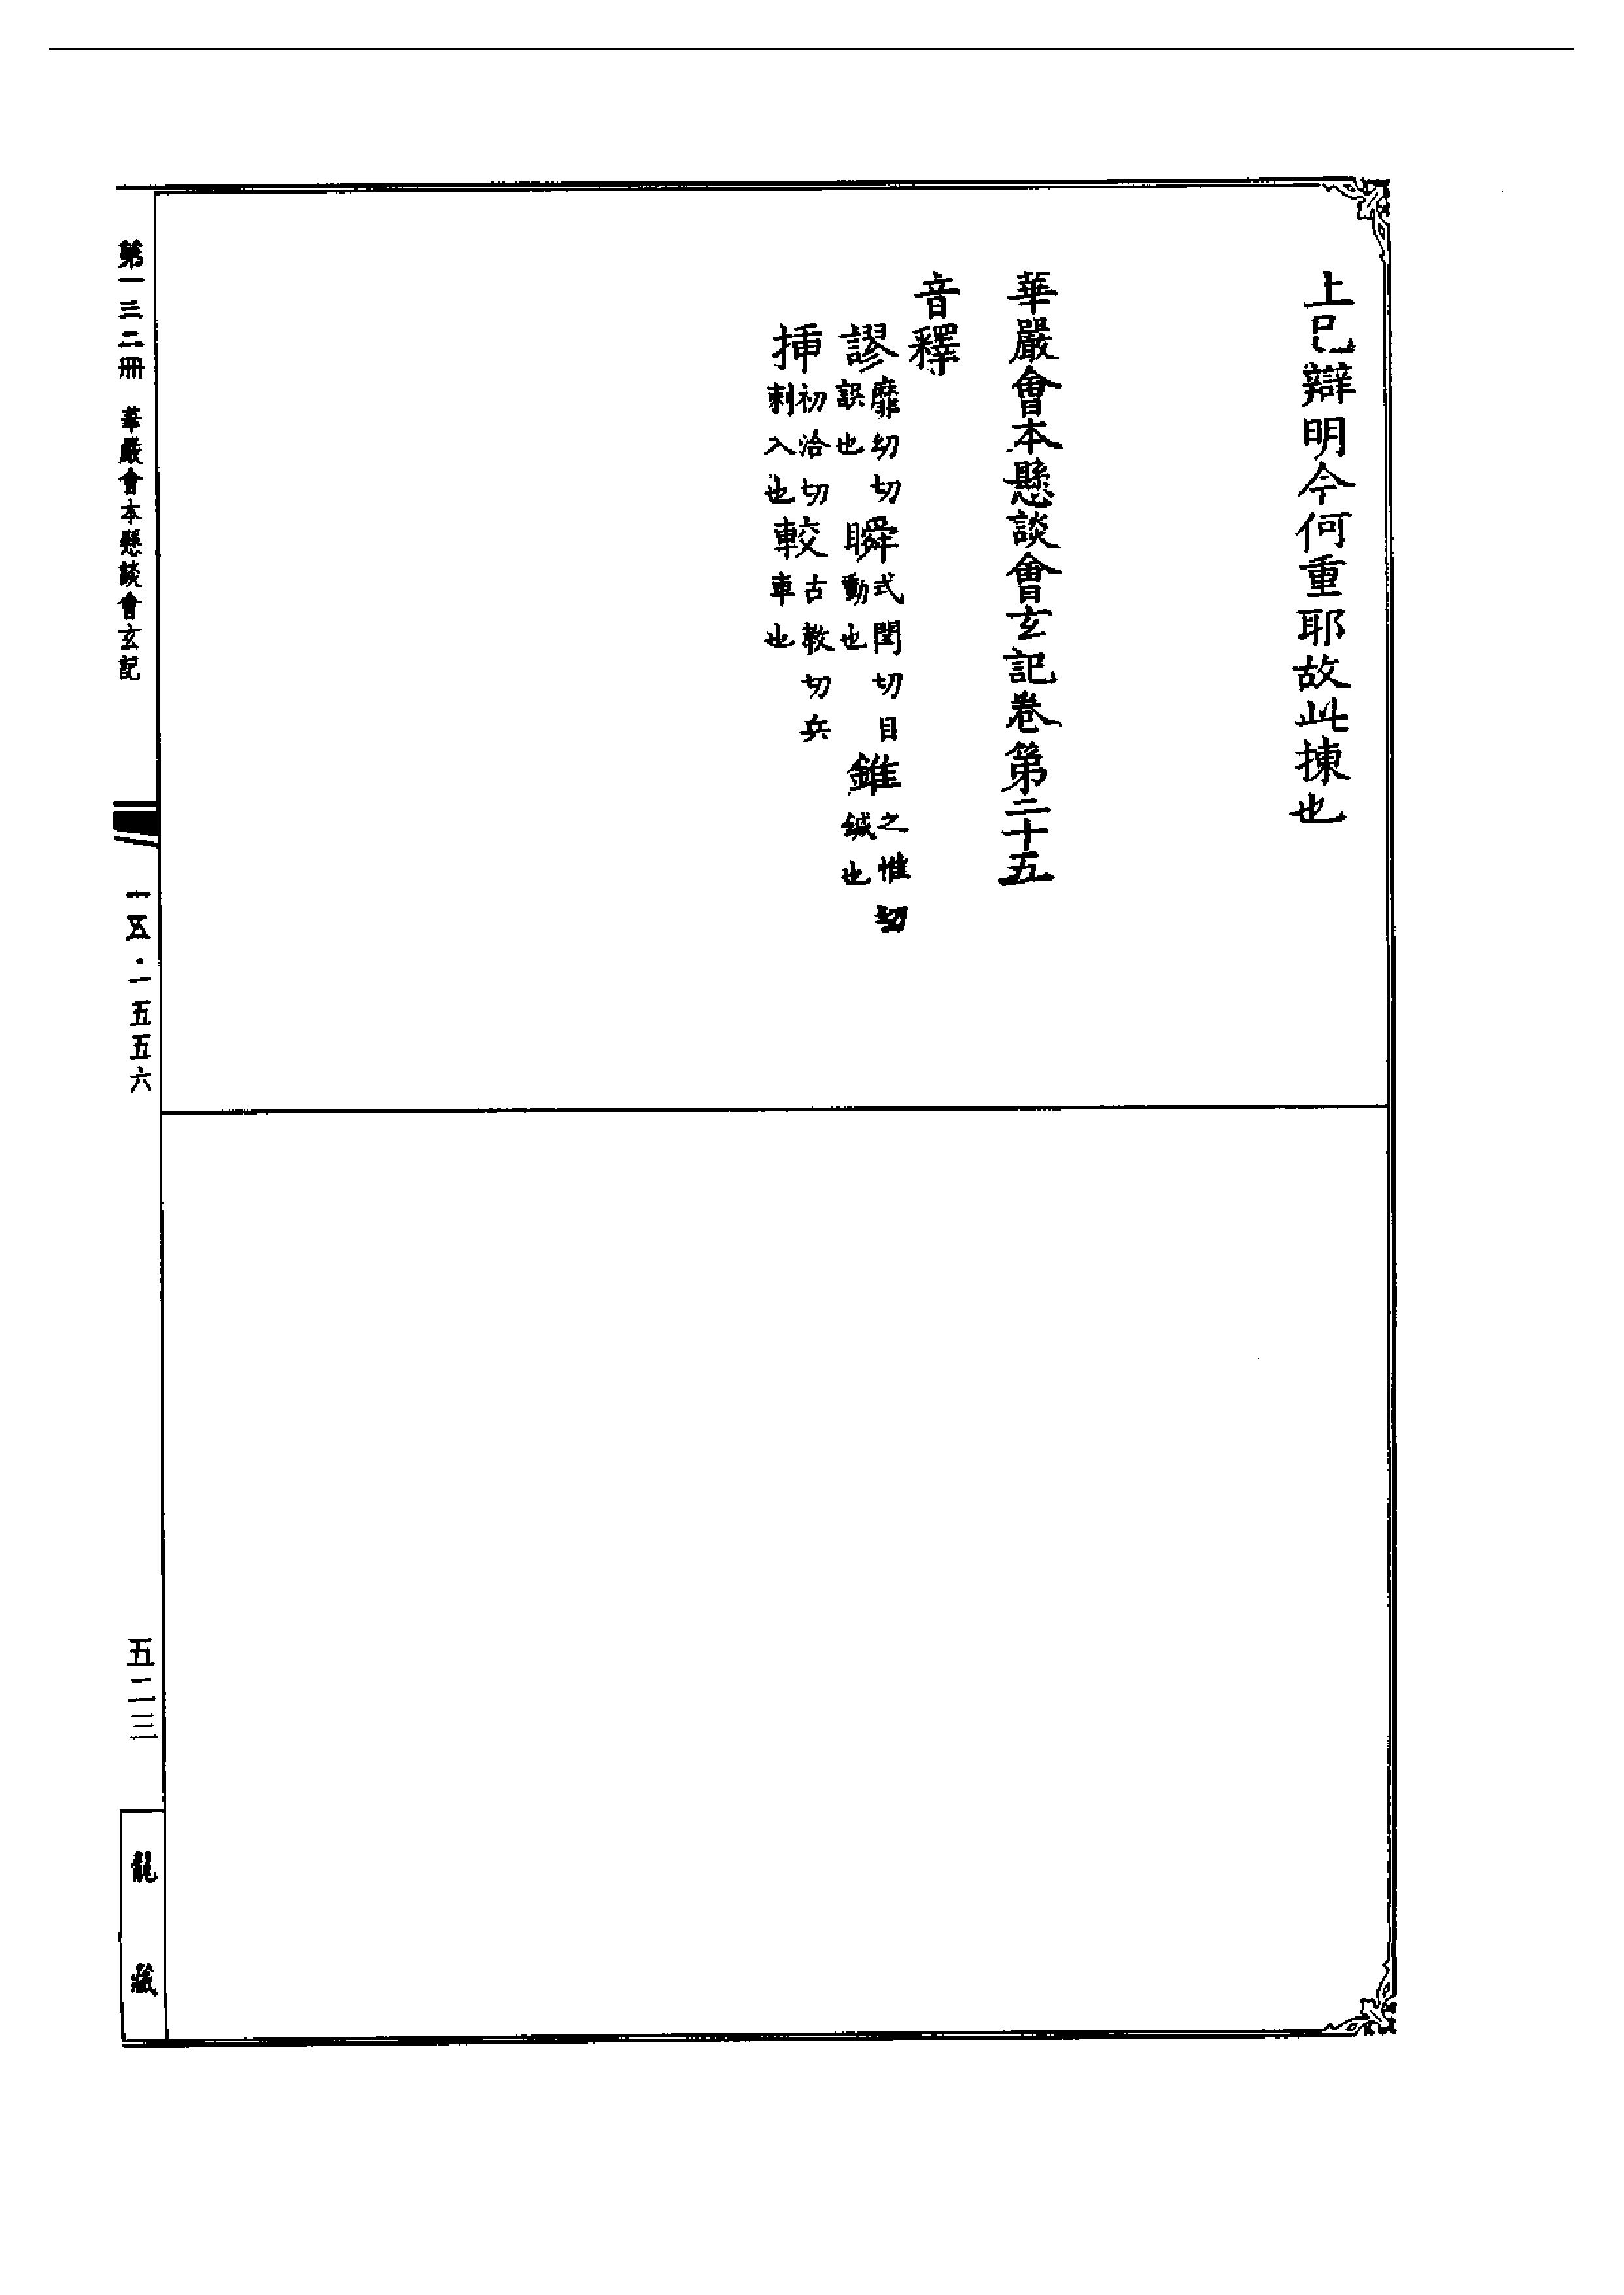 上已辯明今何重耶故此揀也
華嚴會本懸談會玄記卷第二十五
音釋
謬靡幼切誤也 瞬式閏切目動也 錐之惟切鍼也
揷初洽切刺入也 較古教切兵車也
第一三二冊 華嚴會本懸談會玄記
一五·一五五六
五二三
龍藏